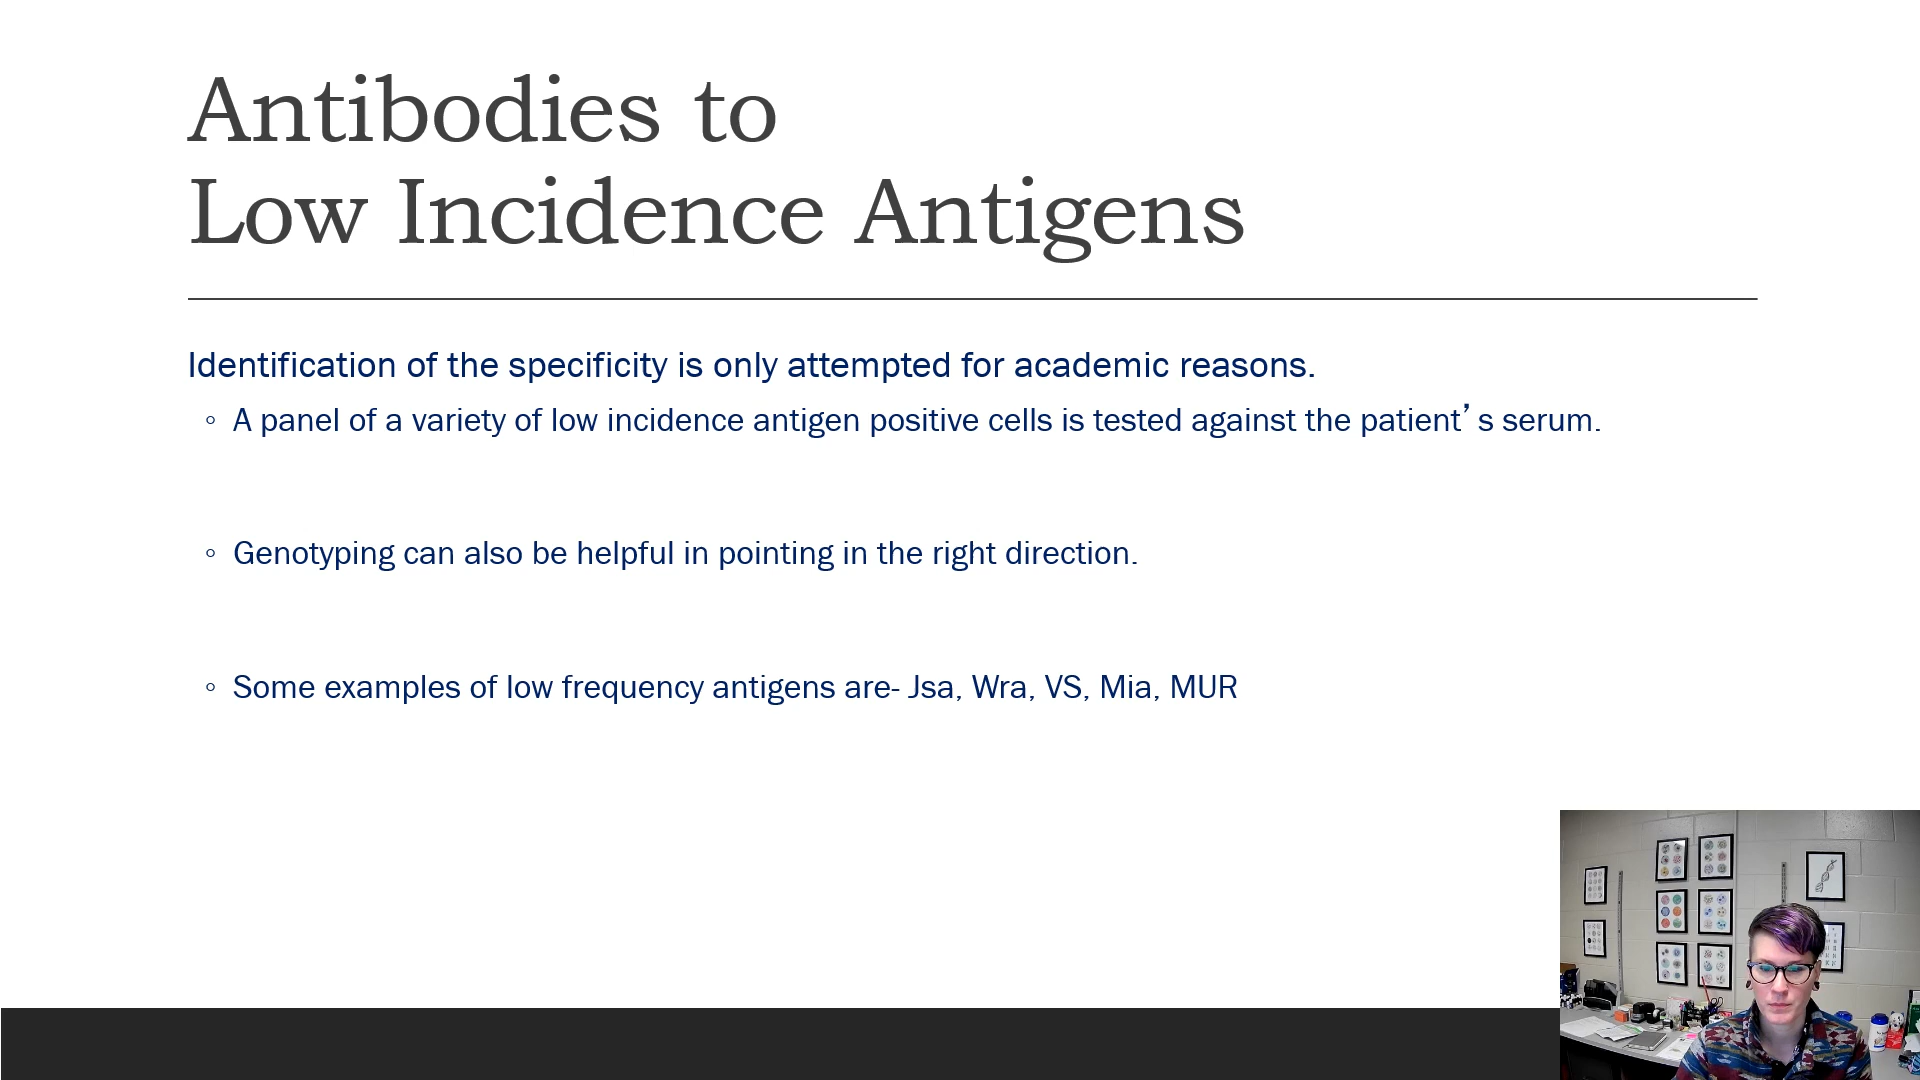 Antibodies to
Low Incidence Antigens
Identification of the specificity is only attempted for academic reasons.
◦ A panel of a variety of low incidence antigen positive cells is tested against the patient’s serum.
◦ Genotyping can also be helpful in pointing in the right direction.
◦ Some examples of low frequency antigens are- Jsa, Wra, VS, Mia, MUR